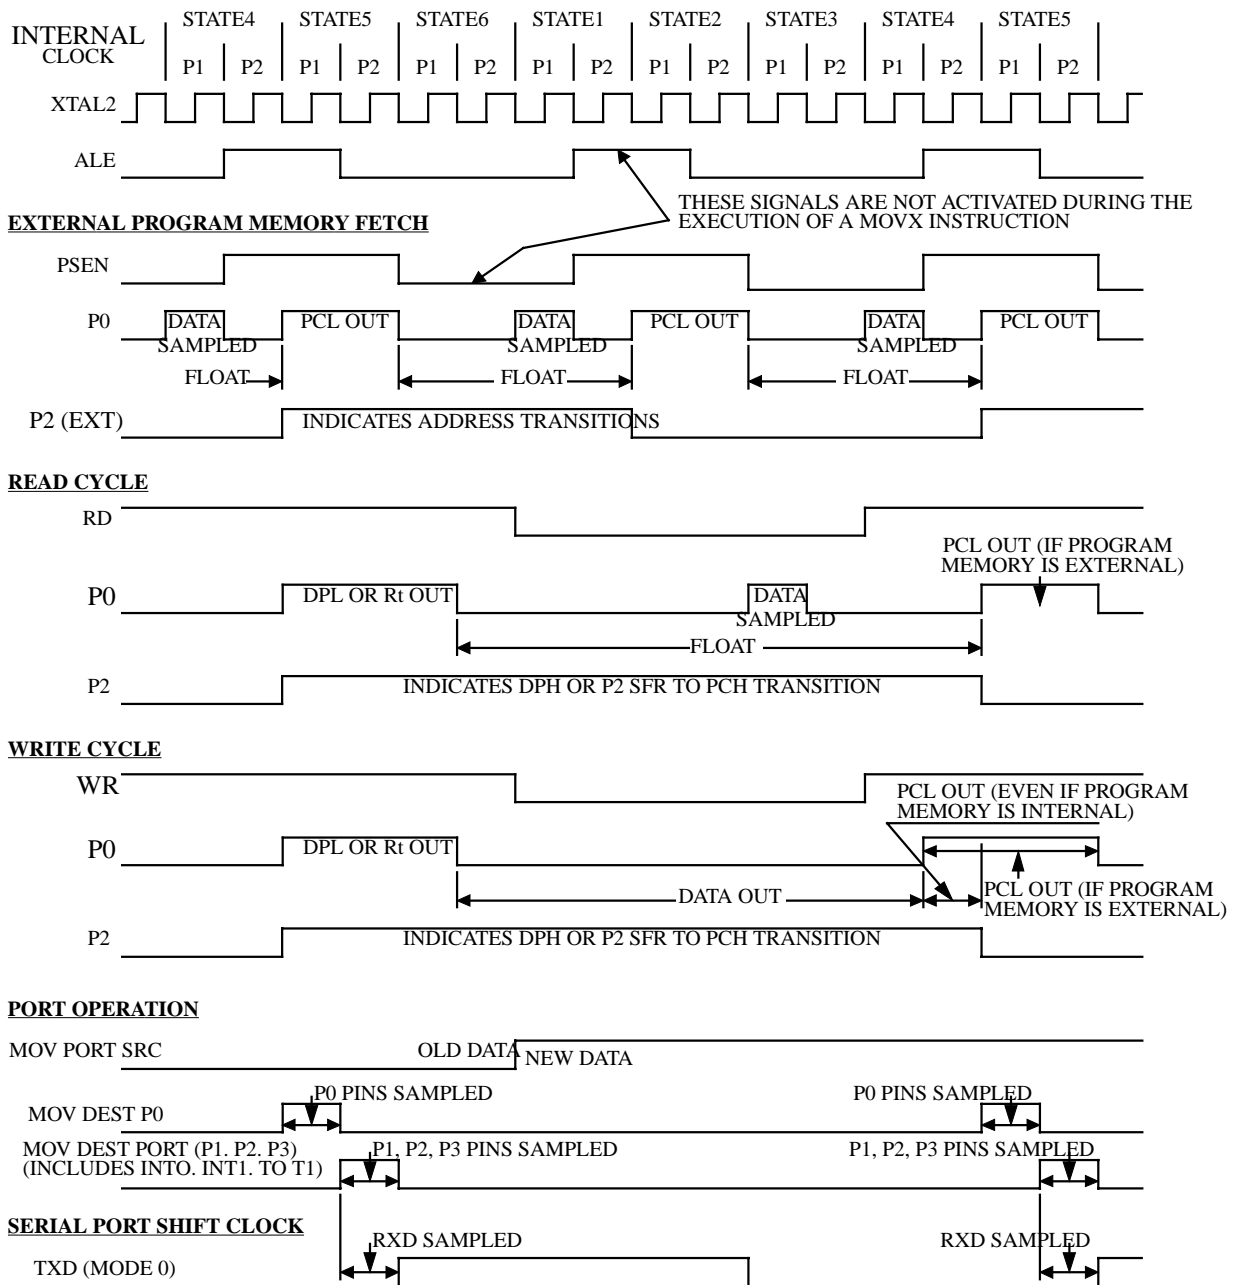 INTERNAL CLOCK
STATE4 STATE5 STATE6 STATE1 STATE2 STATE3 STATE4 STATE5
P1 P2 P1 P2 P1 P2 P1 P2 P1 P2 P1 P2 P1 P2 P1 P2
XTAL2
ALE
THESE SIGNALS ARE NOT ACTIVATED DURING THE
EXECUTION OF A MOVX INSTRUCTION
EXTERNAL PROGRAM MEMORY FETCH
PSEN
P0 DATA PCL OUT DATA PCL OUT DATA PCL OUT
SAMPLED SAMPLED SAMPLED
FLOAT FLOAT FLOAT
P2 (EXT) INDICATES ADDRESS TRANSITIONS
READ CYCLE
RD
PCL OUT (IF PROGRAM
MEMORY IS EXTERNAL)
P0 DPL OR Rt OUT DATA
SAMPLED
FLOAT
P2 INDICATES DPH OR P2 SFR TO PCH TRANSITION
WRITE CYCLE
WR
PCL OUT (EVEN IF PROGRAM
MEMORY IS INTERNAL)
P0 DPL OR Rt OUT
DATA OUT
PCL OUT (IF PROGRAM
MEMORY IS EXTERNAL)
P2 INDICATES DPH OR P2 SFR TO PCH TRANSITION
PORT OPERATION
MOV PORT SRC OLD DATA NEW DATA
P0 PINS SAMPLED P0 PINS SAMPLED
MOV DEST P0
MOV DEST PORT (P1. P2. P3) P1, P2, P3 PINS SAMPLED P1, P2, P3 PINS SAMPLED
(INCLUDES INTO. INT1. TO T1)
SERIAL PORT SHIFT CLOCK
RXD SAMPLED RXD SAMPLED
TXD (MODE 0)